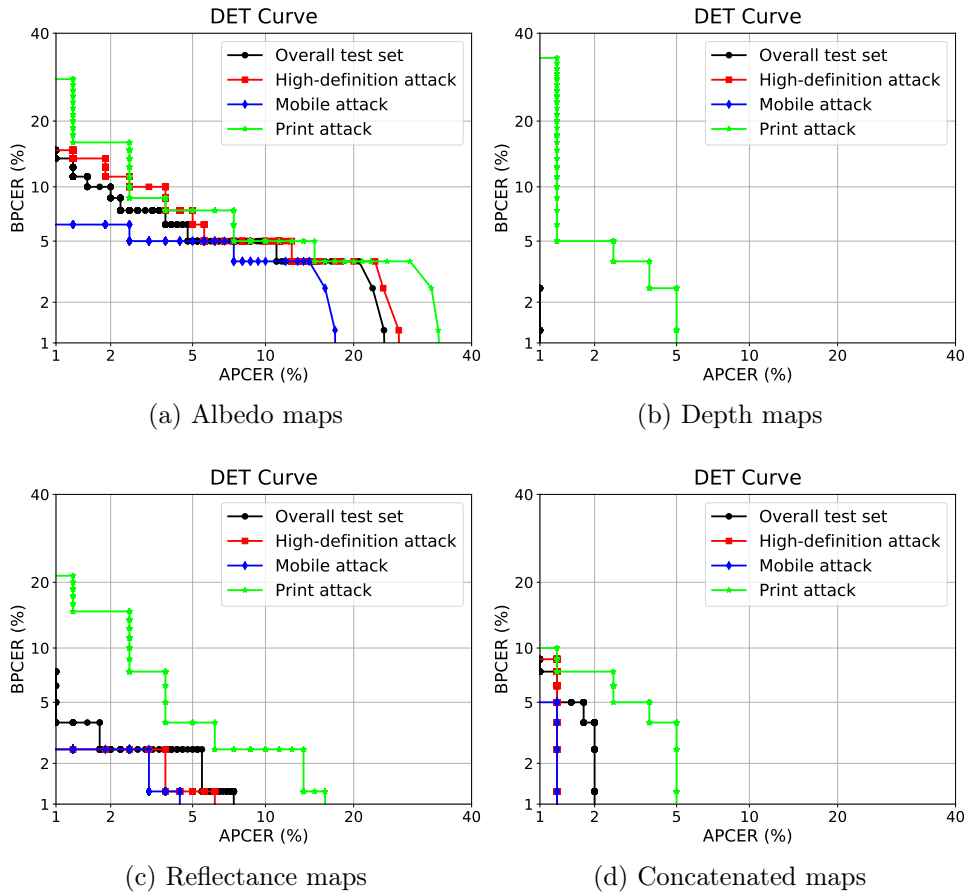 DET Curve
40
20
10
5
2
1
BPCER (%)
Overall test set
High-definition attack
Mobile attack
Print attack
1 2 5 10 20 40
APCER (%)
(a) Albedo maps
DET Curve
40
20
10
5
2
1
BPCER (%)
Overall test set
High-definition attack
Mobile attack
Print attack
1 2 5 10 20 40
APCER (%)
(b) Depth maps
DET Curve
40
20
10
5
2
1
BPCER (%)
Overall test set
High-definition attack
Mobile attack
Print attack
1 2 5 10 20 40
APCER (%)
(c) Reflectance maps
DET Curve
40
20
10
5
2
1
BPCER (%)
Overall test set
High-definition attack
Mobile attack
Print attack
1 2 5 10 20 40
APCER (%)
(d) Concatenated maps